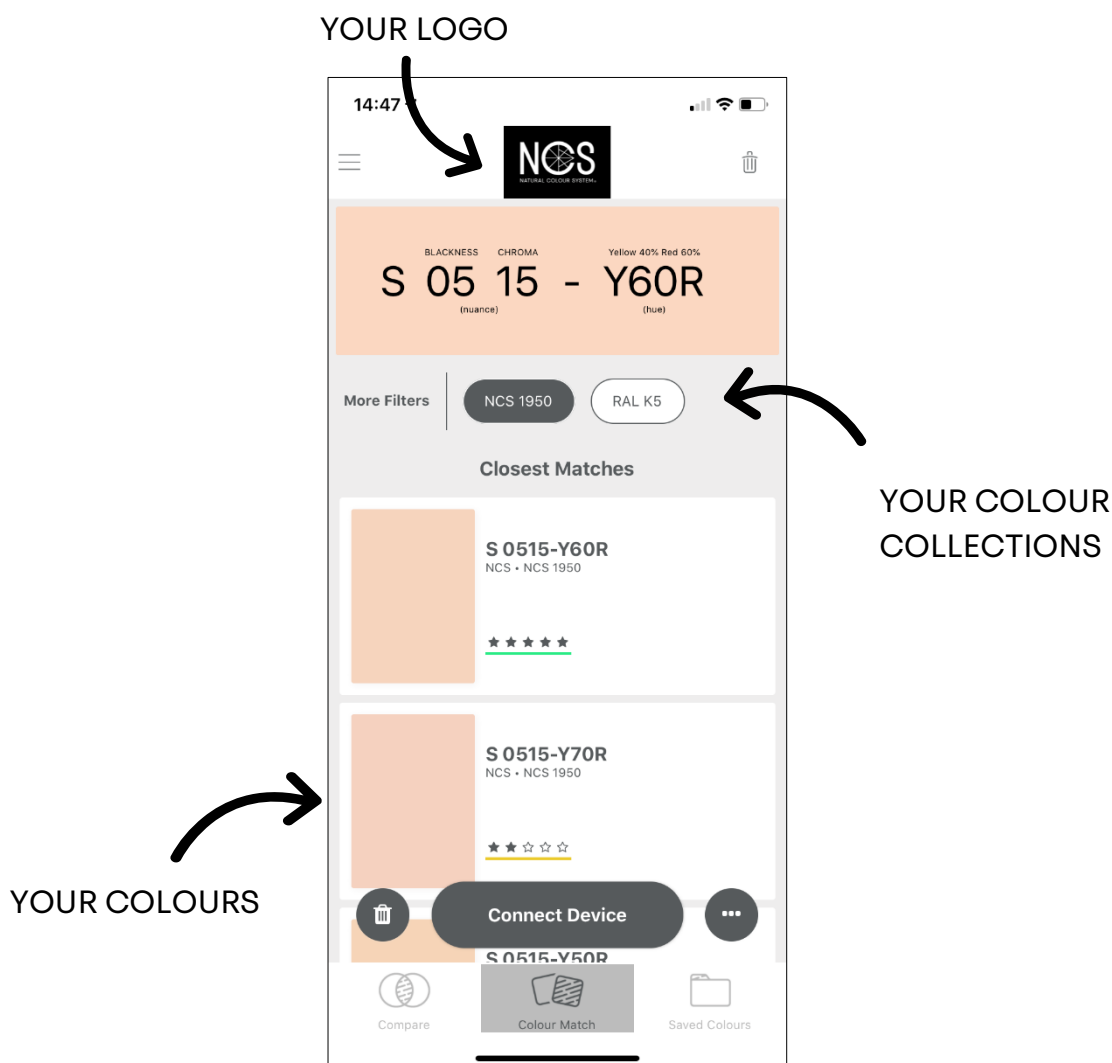 YOUR LOGO
14:47
NCS
NATURAL COLOUR SYSTEM
BLACKNESS CHROMA Yellow 40% Red 60%
S 05 15 - Y60R
(nuance) (hue)
More Filters NCS 1950 RAL K5
Closest Matches
YOUR COLOUR
COLLECTIONS
S 0515-Y60R
NCS • NCS 1950
S 0515-Y70R
NCS • NCS 1950
YOUR COLOURS
Connect Device
S 0515-Y50R
Compare Colour Match Saved Colours